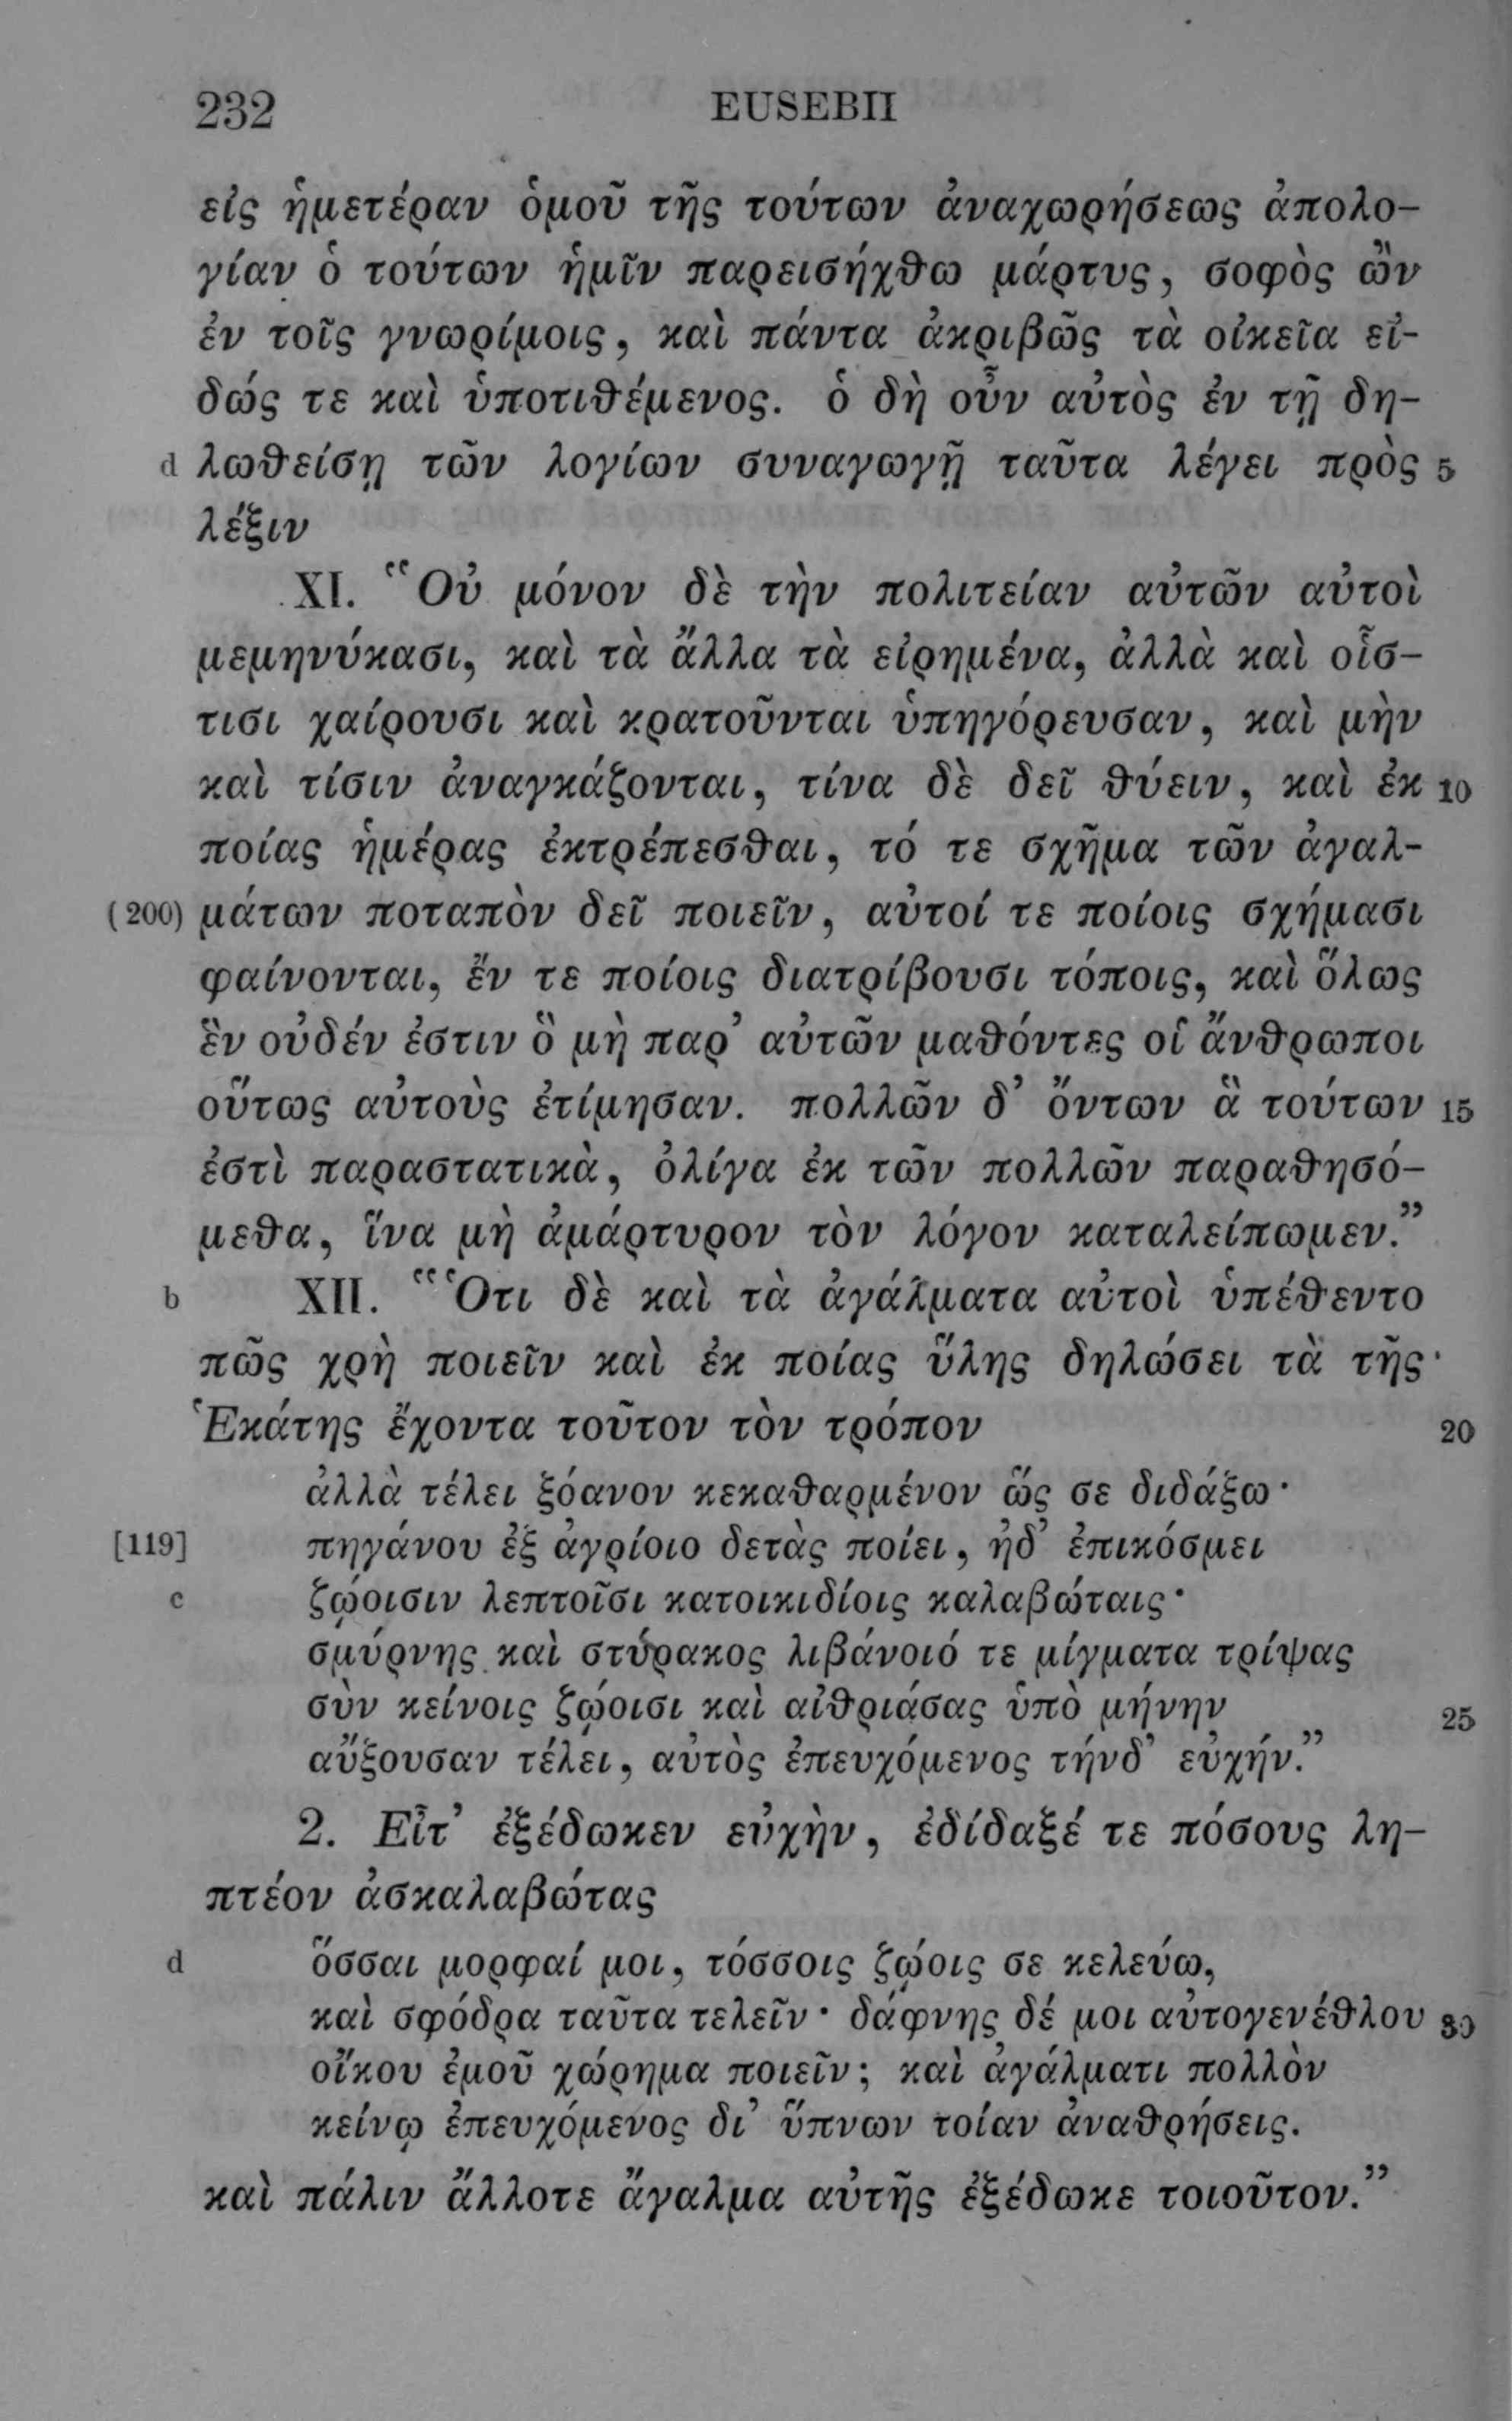 232 EUSEBII
εἰς ἡμετέραν ὁμοῦ τῆς τούτων ἀναχωρήσεως ἀπολο-
γίαν ὁ τούτων ἡμῖν παρεισήχθω μάρτυς, σοφὸς ὢν
ἐν τοῖς γνωρίμοις, καὶ πάντα ἀκριβῶς τὰ οἰκεῖα εἰ-
δώς τε καὶ ὑποτιθέμενος. ὁ δὴ οὖν αὐτὸς ἐν τῇ δη-
d λωθείσῃ τῶν λογίων συναγωγῇ ταῦτα λέγει πρὸς 5
λέξιν
XI. “Οὐ μόνον δὲ τὴν πολιτείαν αὐτῶν αὐτοὶ
μεμηνύκασι, καὶ τὰ ἄλλα τὰ εἰρημένα, ἀλλὰ καὶ οἷσ-
τισι χαίρουσι καὶ κρατοῦνται ὑπηγόρευσαν, καὶ μὴν
καὶ τίσιν ἀναγκάζονται, τίνα δὲ δεῖ θύειν, καὶ ἐκ 10
ποίας ἡμέρας ἐκτρέπεσθαι, τό τε σχῆμα τῶν ἀγαλ-
(200) μάτων ποταπὸν δεῖ ποιεῖν, αὐτοί τε ποίοις σχήμασι
φαίνονται, ἔν τε ποίοις διατρίβουσι τόποις, καὶ ὅλως
ἓν οὐδέν ἐστιν ὃ μὴ παρ’ αὐτῶν μαθόντες οἱ ἄνθρωποι
οὕτως αὐτοὺς ἐτίμησαν. πολλῶν δ’ ὄντων ἃ τούτων 15
ἐστὶ παραστατικὰ, ὀλίγα ἐκ τῶν πολλῶν παραθησό-
μεθα, ἵνα μὴ ἀμάρτυρον τὸν λόγον καταλείπωμεν.”
b XII. “Ὅτι δὲ καὶ τὰ ἀγάλματα αὐτοὶ ὑπέθεντο
πῶς χρὴ ποιεῖν καὶ ἐκ ποίας ὕλης δηλώσει τὰ τῆς
Ἑκάτης ἔχοντα τοῦτον τὸν τρόπον 20
ἀλλὰ τέλει ξόανον κεκαθαρμένον ὥς σε διδάξω·
[119] πηγάνου ἐξ ἀγρίοιο δετὰς ποίει, ἠδ’ ἐπικόσμει
c ζῴοισιν λεπτοῖσι κατοικιδίοις καλαβώταις·
σμύρνης καὶ στύρακος λιβάνοιό τε μίγματα τρίψας
σὺν κείνοις ζῴοισι καὶ αἰθριάσας ὑπὸ μήνην 25
αὔξουσαν τέλει, αὐτὸς ἐπευχόμενος τήνδ’ εὐχήν.”
2. Εἶτ’ ἐξέδωκεν εὐχὴν, ἐδίδαξέ τε πόσους λη-
πτέον ἀσκαλαβώτας
d ὅσσαι μορφαί μοι, τόσσοις ζῴοις σε κελεύω,
καὶ σφόδρα ταῦτα τελεῖν· δάφνης δέ μοι αὐτογενέθλου 30
οἴκου ἐμοῦ χώρημα ποιεῖν; καὶ ἀγάλματι πολλὸν
κείνῳ ἐπευχόμενος δι’ ὕπνων τοίαν ἀναθρήσεις.
καὶ πάλιν ἄλλοτε ἄγαλμα αὐτῆς ἐξέδωκε τοιοῦτον.”